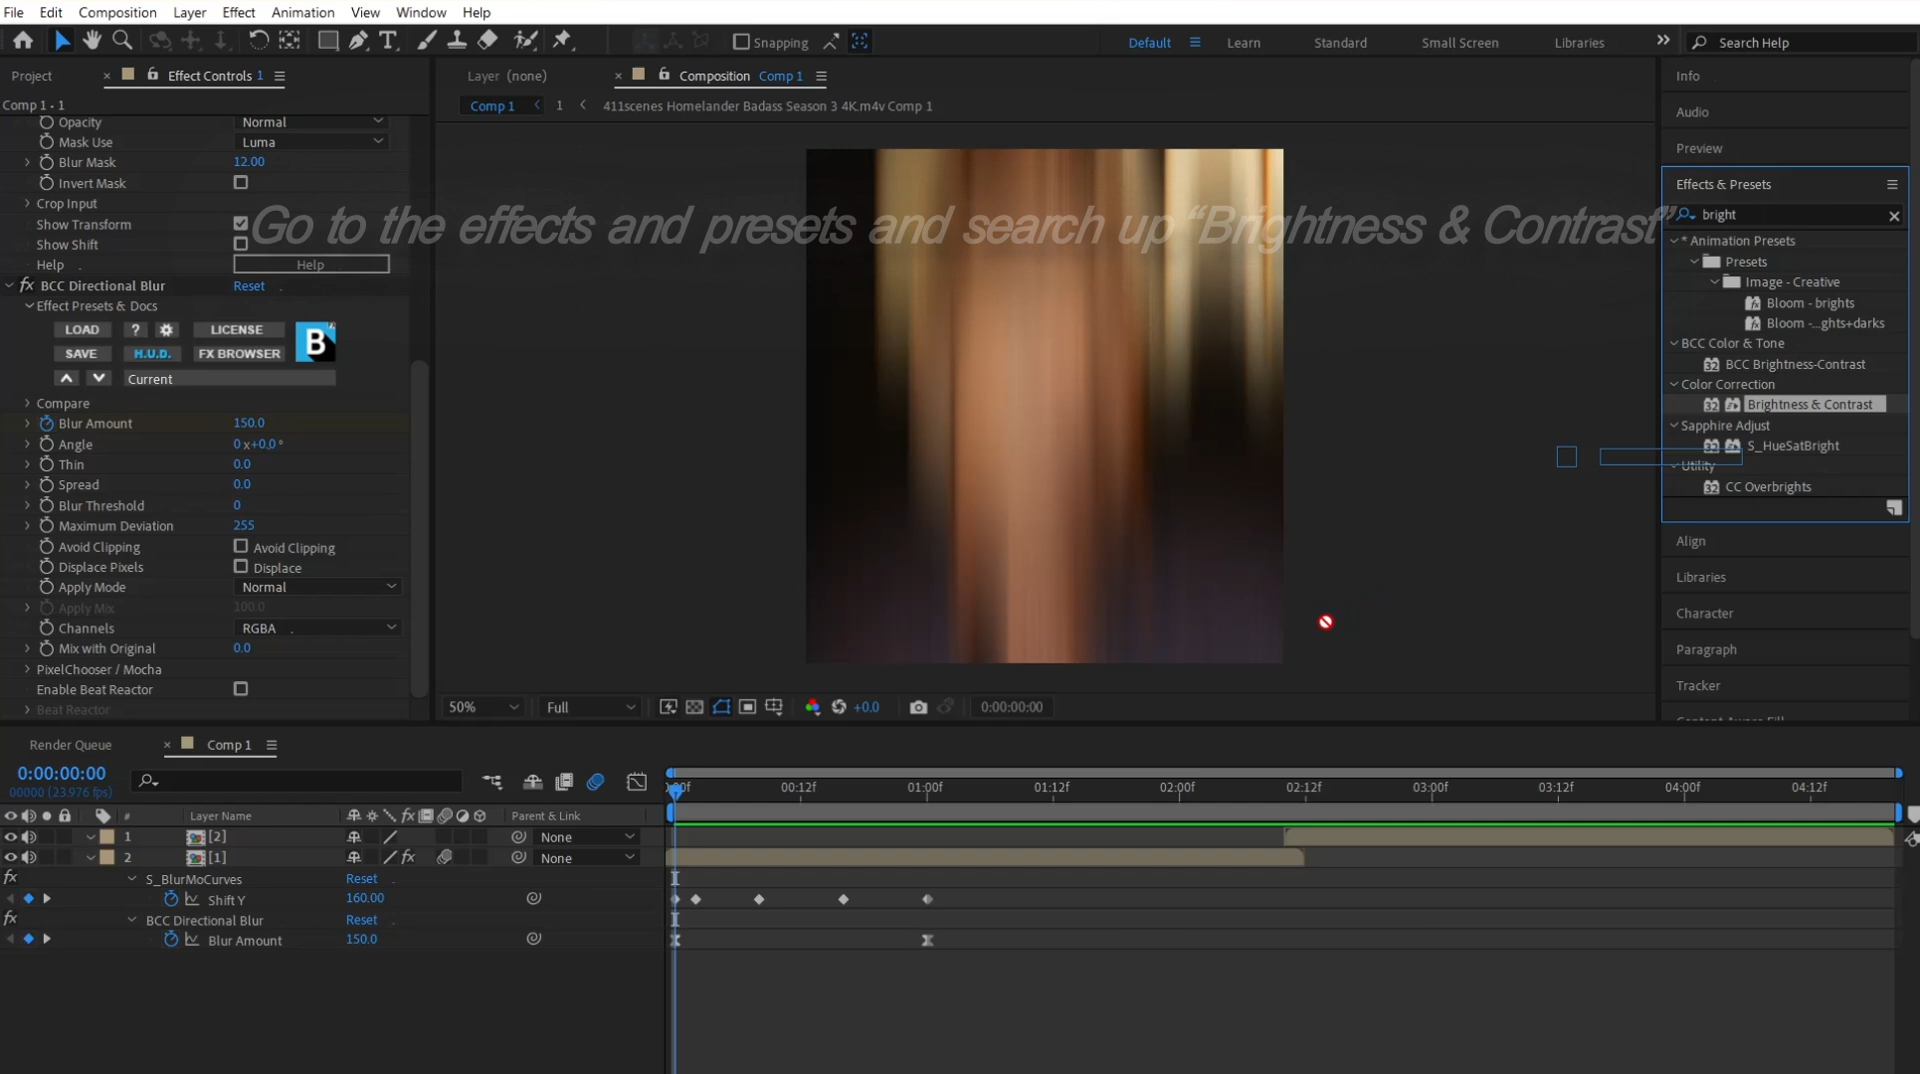 File Edit Composition Layer Effect Animation View Window Help
Snapping Default Learn Standard Small Screen Libraries Search Help
Project Effect Controls 1 Layer (none) Composition Comp 1 Info
Comp 1 • 1 Comp 1 1 411scenes Homelander Badass Season 3 4K.m4v Comp 1
Audio
Preview
Opacity Normal
Mask Use Luma
Blur Mask 12.00
Invert Mask
Crop Input
Show Transform
Show Shift
Help Help
Go to the effects and presets and search up "Brightness & Contrast"
BCC Directional Blur Reset
Effect Presets & Docs
LOAD ? LICENSE
B
SAVE H.U.D. FX BROWSER
Current
Compare
Blur Amount 150.0
Angle 0 x+0.0 °
Thin 0.0
Spread 0.0
Blur Threshold 0
Maximum Deviation 255
Avoid Clipping Avoid Clipping
Displace Pixels Displace
Apply Mode Normal
Apply Mix 100.0
Channels RGBA
Mix with Original 0.0
PixelChooser / Mocha
Enable Beat Reactor
Beat Reactor
Effects & Presets
bright
* Animation Presets
Presets
Image - Creative
Bloom - brights
Bloom -...ghts+darks
BCC Color & Tone
32 BCC Brightness-Contrast
Color Correction
32 Brightness & Contrast
Sapphire Adjust
32 S_HueSatBright
Utility
32 CC Overbrights
Align
Libraries
Character
Paragraph
Tracker
50% Full +0.0 0:00:00:00
Render Queue Comp 1
0:00:00:00
00000 (23.976 fps)
00f 00:12f 01:00f 01:12f 02:00f 02:12f 03:00f 03:12f 04:00f 04:12f
# Layer Name fx Parent & Link
1 [2] None
2 [1] fx None
fx S_BlurMoCurves Reset
Shift Y 160.00
fx BCC Directional Blur Reset
Blur Amount 150.0